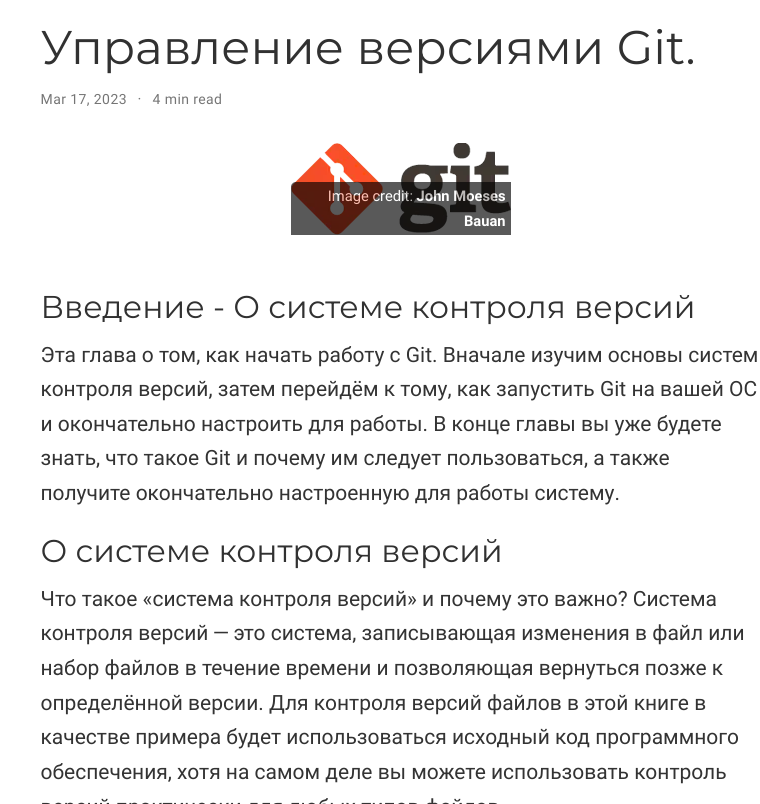 Управление версиями Git.
Mar 17, 2023 · 4 min read
git
Image credit: John Moeses
Bauan
Введение - О системе контроля версий
Эта глава о том, как начать работу с Git. Вначале изучим основы систем
контроля версий, затем перейдём к тому, как запустить Git на вашей ОС
и окончательно настроить для работы. В конце главы вы уже будете
знать, что такое Git и почему им следует пользоваться, а также
получите окончательно настроенную для работы систему.
О системе контроля версий
Что такое «система контроля версий» и почему это важно? Система
контроля версий — это система, записывающая изменения в файл или
набор файлов в течение времени и позволяющая вернуться позже к
определённой версии. Для контроля версий файлов в этой книге в
качестве примера будет использоваться исходный код программного
обеспечения, хотя на самом деле вы можете использовать контроль
версий практически для любых типов файлов.